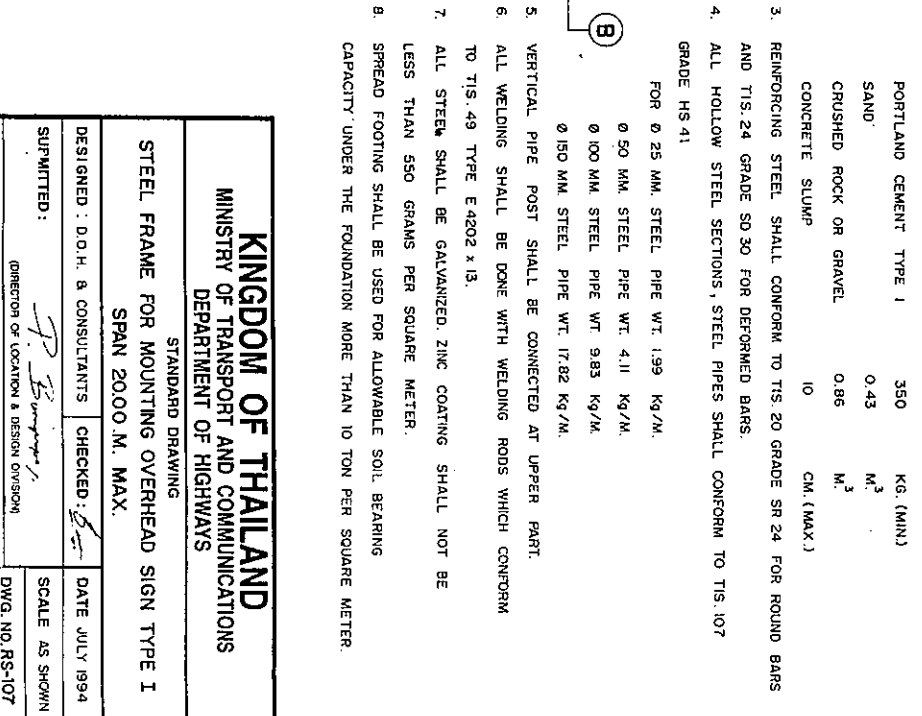 PORTLAND CEMENT TYPE I 350 KG. (MIN.)
SAND 0.43 M.³
CRUSHED ROCK OR GRAVEL 0.86 M.³
CONCRETE SLUMP 10 CM. (MAX.)
3. REINFORCING STEEL SHALL CONFORM TO TIS. 20 GRADE SR 24 FOR ROUND BARS
AND TIS. 24 GRADE SD 30 FOR DEFORMED BARS.
4. ALL HOLLOW STEEL SECTIONS, STEEL PIPES SHALL CONFORM TO TIS. 107
GRADE HS 41
FOR Ø 25 MM. STEEL PIPE WT. 1.99 Kg/M.
Ø 50 MM. STEEL PIPE WT. 4.11 Kg/M.
Ø 100 MM. STEEL PIPE WT. 9.83 Kg/M.
Ø 150 MM. STEEL PIPE WT. 17.82 Kg/M.
B
5. VERTICAL PIPE POST SHALL BE CONNECTED AT UPPER PART.
6. ALL WELDING SHALL BE DONE WITH WELDING RODS WHICH CONFORM
TO TIS. 49 TYPE E 4202 x 13.
7. ALL STEEL SHALL BE GALVANIZED. ZINC COATING SHALL NOT BE
LESS THAN 550 GRAMS PER SQUARE METER.
8. SPREAD FOOTING SHALL BE USED FOR ALLOWABLE SOIL BEARING
CAPACITY UNDER THE FOUNDATION MORE THAN 10 TON PER SQUARE METER.
KINGDOM OF THAILAND
MINISTRY OF TRANSPORT AND COMMUNICATIONS
DEPARTMENT OF HIGHWAYS
STANDARD DRAWING
STEEL FRAME FOR MOUNTING OVERHEAD SIGN TYPE I
SPAN 20.00 M. MAX.
DESIGNED : D.O.H. & CONSULTANTS CHECKED : DATE JULY 1994
SUPMITTED : SCALE AS SHOWN
(DIRECTOR OF LOCATION & DESIGN DIVISION) DWG. NO. RS-107